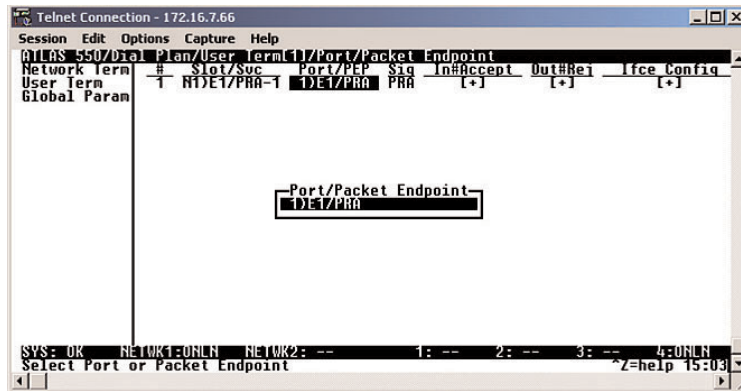 Telnet Connection - 172.16.7.66
Session Edit Options Capture Help
ATLAS 550/Dial Plan/User Term[1]/Port/Packet Endpoint
Network Term # Slot/Svc Port/PEP Sig In#Accept Out#Rej Ifce Config
User Term 1 N1)E1/PRA-1 1)E1/PRA PRA [+] [+] [+]
Global Param
Port/Packet Endpoint
1)E1/PRA
SYS: OK NETWK1:ONLN NETWK2: -- 1: -- 2: -- 3: -- 4:ONLN
Select Port or Packet Endpoint ^Z=help 15:03